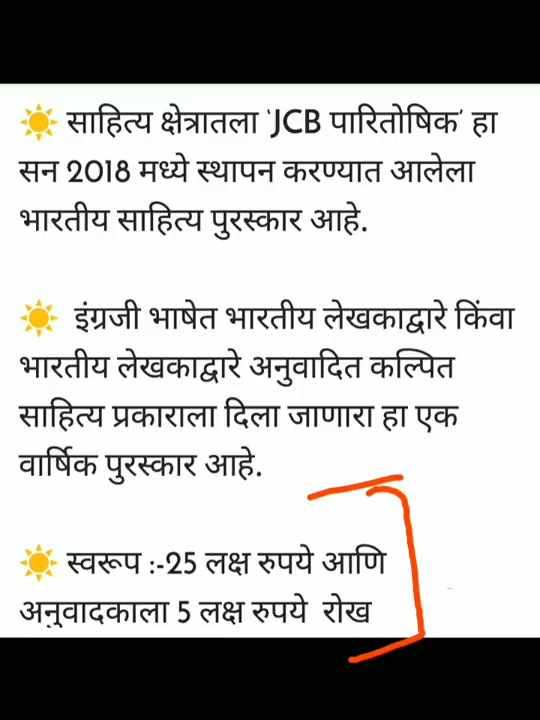 साहित्य क्षेत्रातला 'JCB पारितोषिक' हा
सन 2018 मध्ये स्थापन करण्यात आलेला
भारतीय साहित्य पुरस्कार आहे.
इंग्रजी भाषेत भारतीय लेखकाद्वारे किंवा
भारतीय लेखकाद्वारे अनुवादित कल्पित
साहित्य प्रकाराला दिला जाणारा हा एक
वार्षिक पुरस्कार आहे.
स्वरूप :-25 लक्ष रुपये आणि
अनुवादकाला 5 लक्ष रुपये रोख